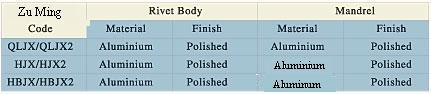 Zu Ming Rivet Body Mandrel
Code Material Finish Material Finish
QLJX/QLJX2 Aluminium Polished Aluminium Polished
HJX/HJX2 Aluminium Polished Aluminium Polished
HBJX/HBJX2 Aluminium Polished Aluminium Polished